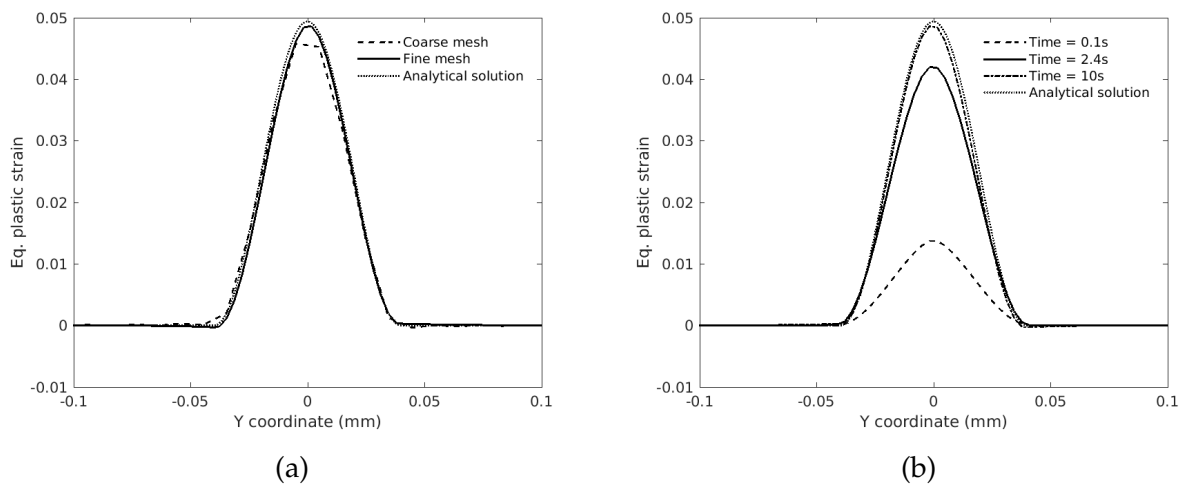 0.05
0.04
0.03
0.02
0.01
0
-0.01
Eq. plastic strain
-0.1
-0.05
0
0.05
0.1
Y coordinate (mm)
Coarse mesh
Fine mesh
Analytical solution
(a)
0.05
0.04
0.03
0.02
0.01
0
-0.01
Eq. plastic strain
-0.1
-0.05
0
0.05
0.1
Y coordinate (mm)
Time = 0.1s
Time = 2.4s
Time = 10s
Analytical solution
(b)